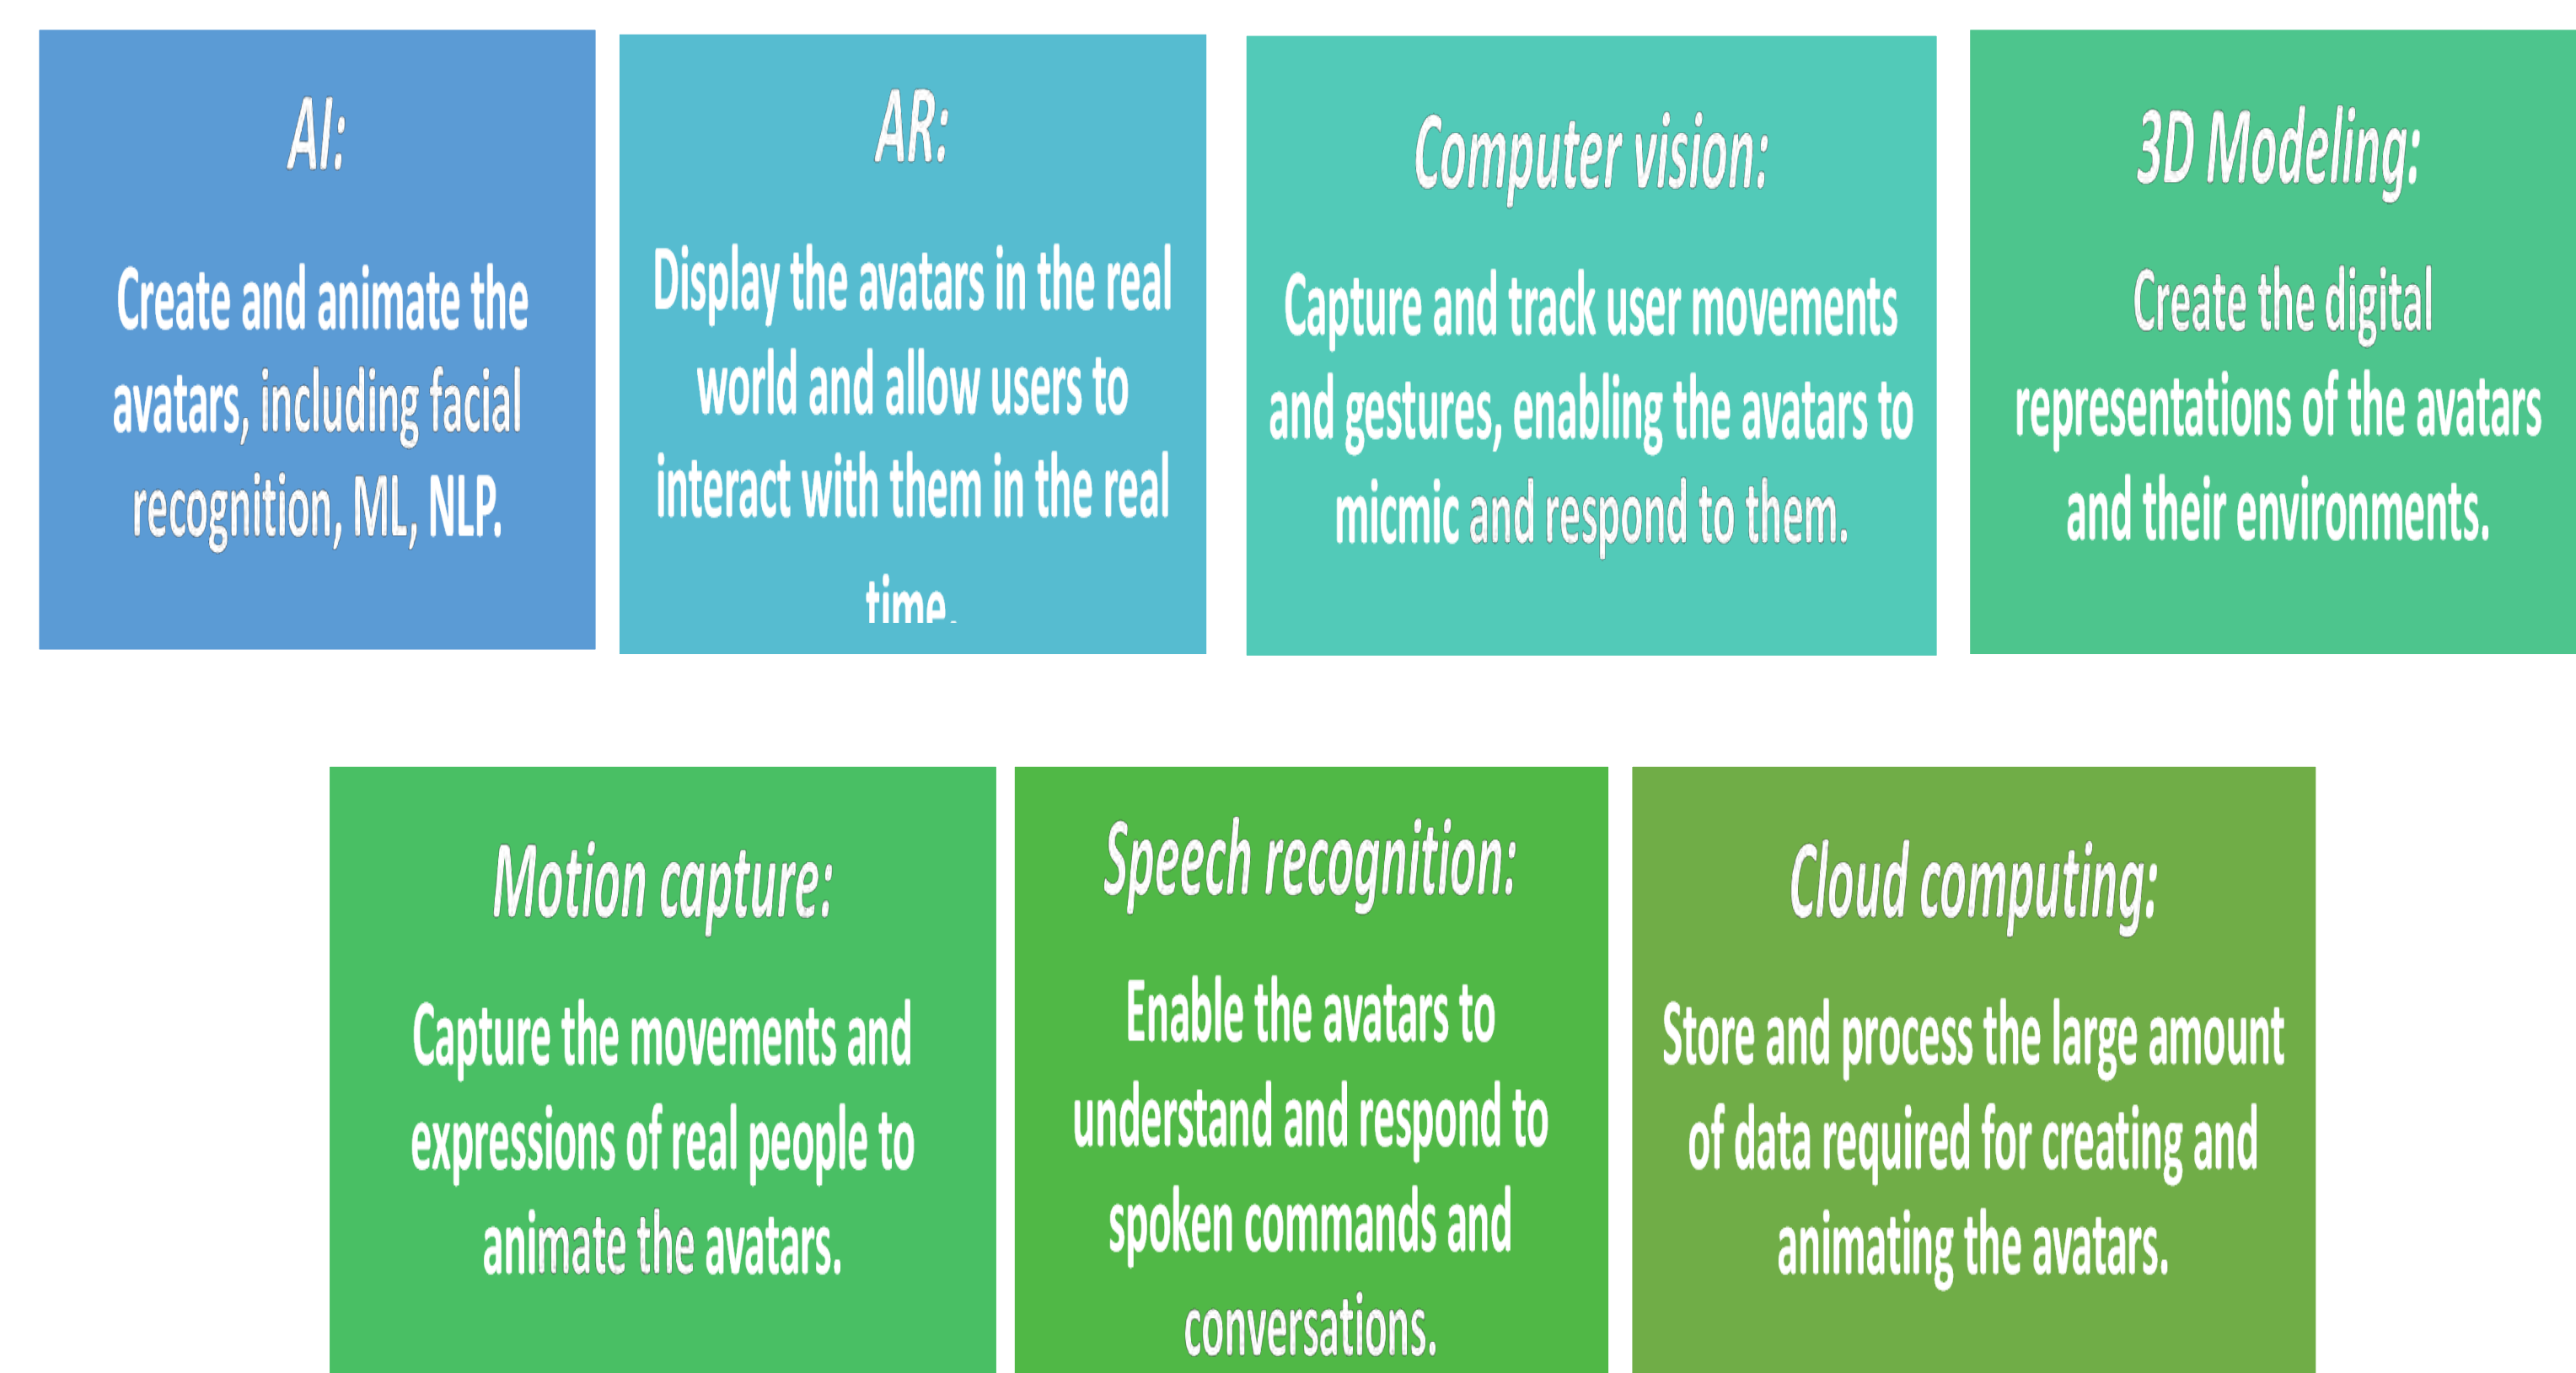 AI:
Create and animate the
avatars, including facial
recognition, ML, NLP.
AR:
Display the avatars in the real
world and allow users to
interact with them in the real
time.
Computer vision:
Capture and track user movements
and gestures, enabling the avatars to
micmic and respond to them.
3D Modeling:
Create the digital
representations of the avatars
and their environments.
Motion capture:
Capture the movements and
expressions of real people to
animate the avatars.
Speech recognition:
Enable the avatars to
understand and respond to
spoken commands and
conversations.
Cloud computing:
Store and process the large amount
of data required for creating and
animating the avatars.